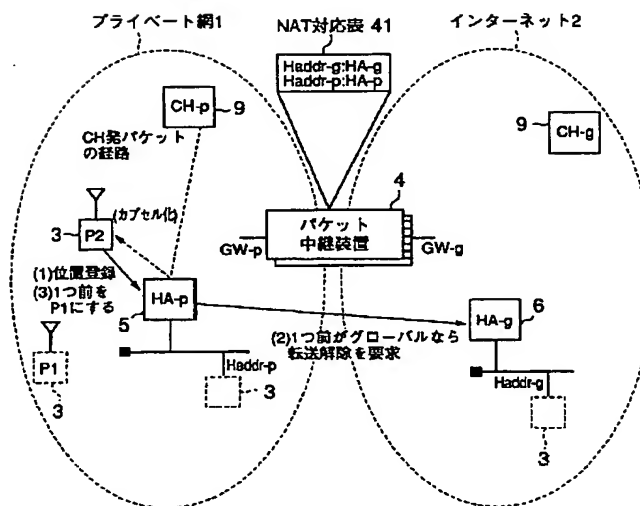 プライベート網1
NAT対応表 41
インターネット2
Haddr-g:HA-g
Haddr-p:HA-p
CH-p
9
9
CH-g
CH発パケット
の経路
4
(カプセル化)
パケット
中継装置
3
P2
GW-p
GW-g
(1)位置登録
(3)1つ前を
P1にする
HA-p
5
HA-g
6
(2)1つ前がグローバルなら
転送解除を要求
P1
3
Haddr-p
3
Haddr-g
3